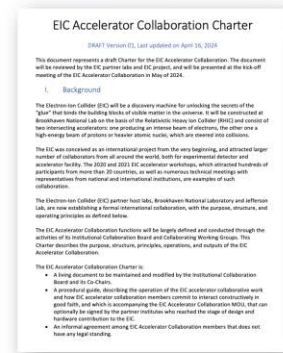 EIC Accelerator Collaboration Charter
DRAFT Version 01, Last updated on April 16, 2024
This document represents a draft Charter for the EIC Accelerator Collaboration. The document
will be reviewed by the EIC partner labs and EIC project, and will be presented at the kick-off
meeting of the EIC Accelerator Collaboration in May of 2024.
I. Background
The Electron-Ion Collider (EIC) will be a discovery machine for unlocking the secrets of the
"glue" that binds the building blocks of visible matter in the universe. It will be constructed at
Brookhaven National Lab on the basis of the Relativistic Heavy Ion Collider (RHIC) and consist of
two intersecting accelerators: one producing an intense beam of electrons, the other one a
high-energy beam of protons or heavier atomic nuclei, which are steered into collisions.
The EIC was conceived as an international project from the very beginning, and attracted larger
number of collaborators from all around the world, both for experimental detector and
accelerator facility. The 2020 and 2021 EIC accelerator workshops, which attracted hundreds of
participants from more than 20 countries, as well as numerous technical meetings with
representatives from national and international institutions, are examples of such
collaboration.
The Electron-Ion Collider (EIC) partner host labs, Brookhaven National Laboratory and Jefferson
Lab, are now establishing a formal international collaboration, with the purpose, structure, and
operating principles as defined below.
The EIC Accelerator Collaboration functions will be largely defined and conducted through the
activities of its Institutional Collaboration Board and Collaborating Working Groups. This
Charter describes the purpose, structure, principles, operations, and outputs of the EIC
Accelerator Collaboration.
The EIC Accelerator Collaboration Charter is:
• A living document to be maintained and modified by the Institutional Collaboration
Board and its Co-Chairs.
• A procedural guide, describing the operation of the EIC accelerator collaborative work
and how EIC accelerator collaboration members commit to interact constructively in
good faith, and which is accompanying the EIC Accelerator Collaboration MOU, that can
optionally be signed by the partner institutes who reached the stage of design and
hardware contribution to the EIC.
• An informal agreement among EIC Accelerator Collaboration members that does not
have any legal standing.